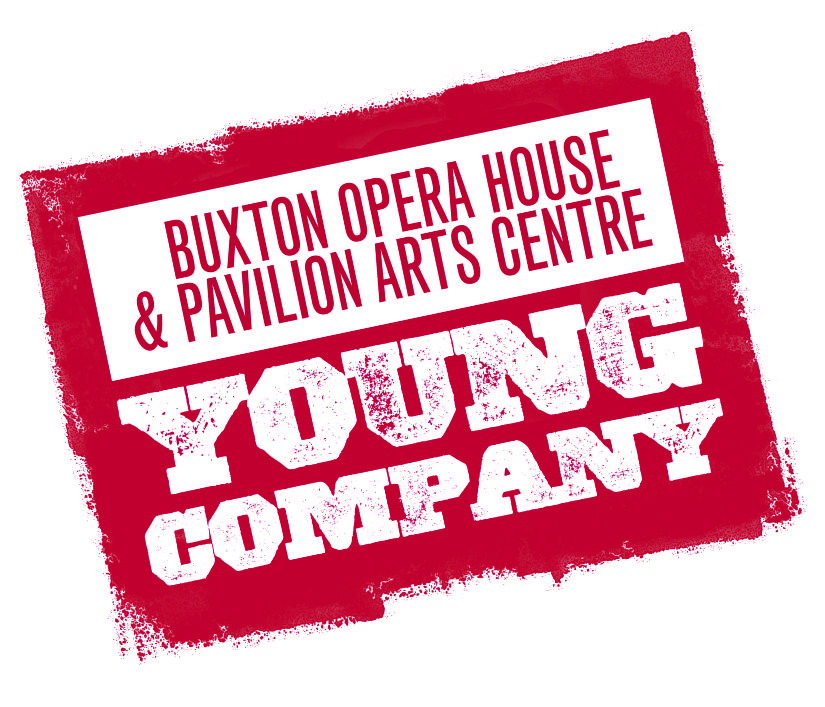 BUXTON OPERA HOUSE
& PAVILION ARTS CENTRE
YOUNG
COMPANY